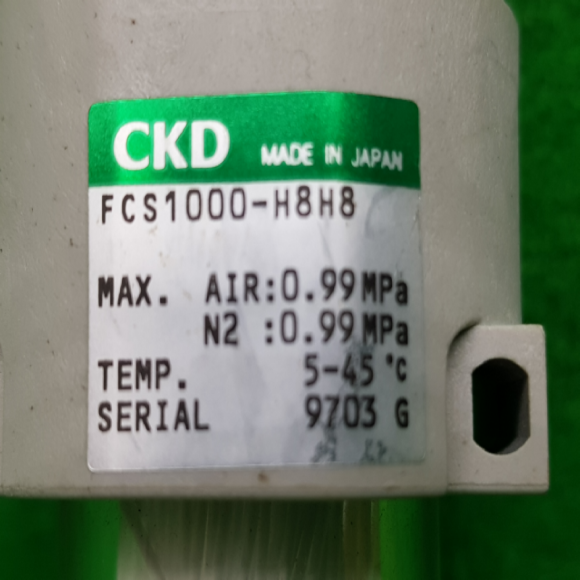 CKD MADE IN JAPAN
FCS1000-H8H8
MAX. AIR:0.99MPa
N2 :0.99MPa
TEMP. 5-45 °C
SERIAL 9703 G